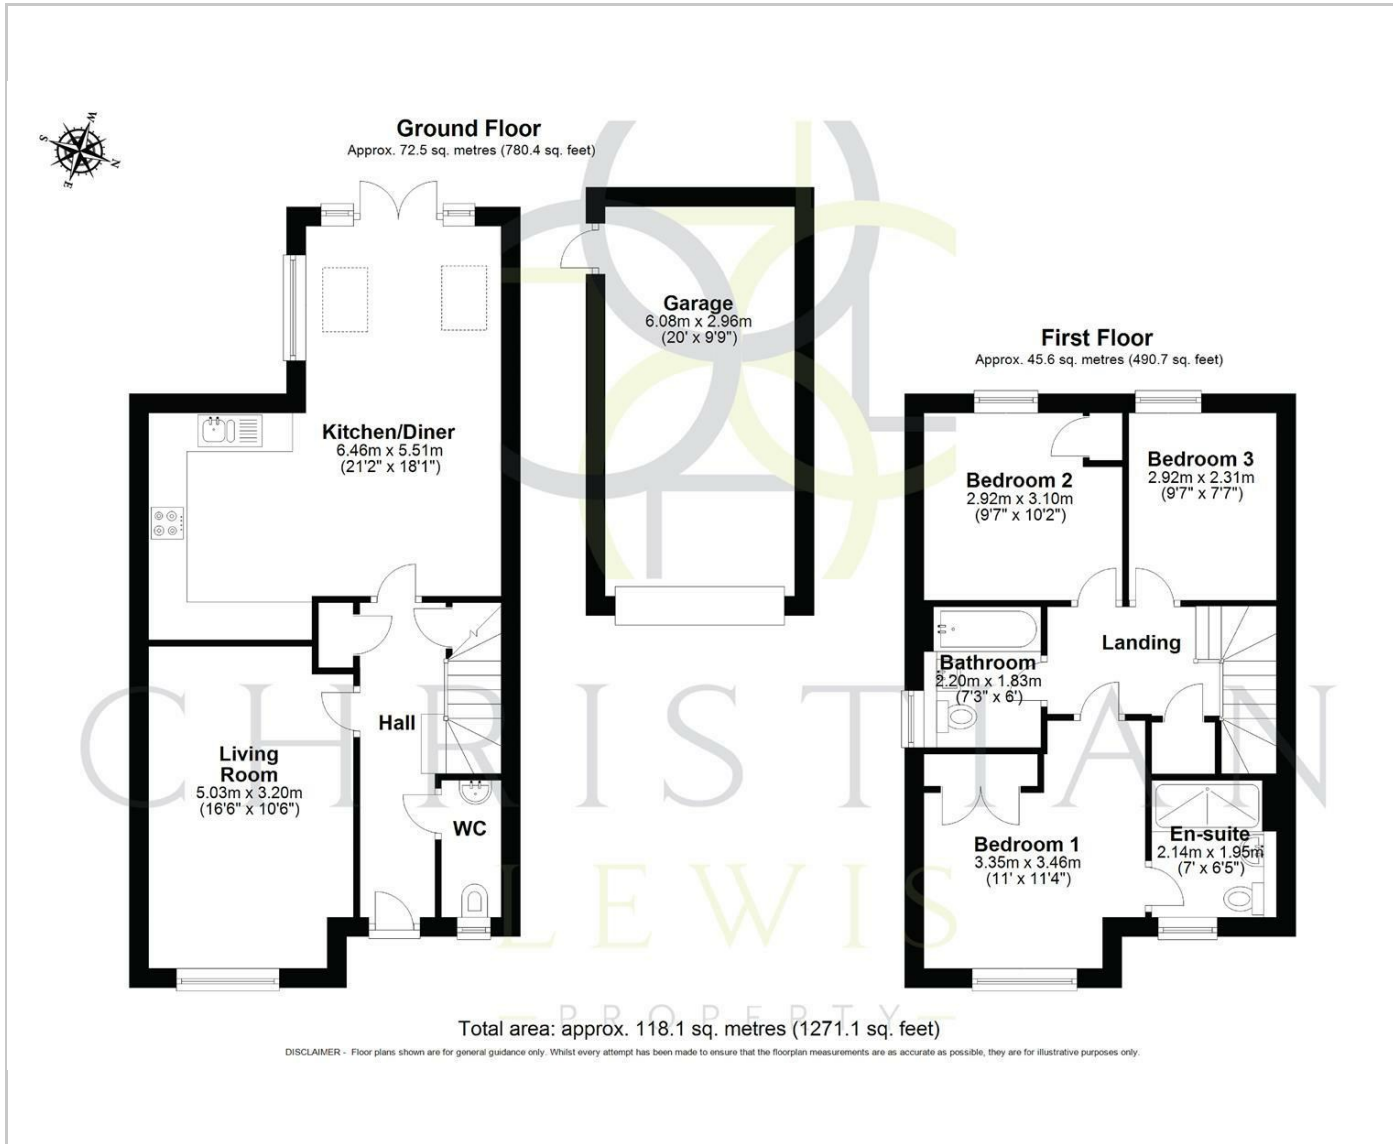 W
S
N
E
Ground Floor
Approx. 72.5 sq. metres (780.4 sq. feet)
Kitchen/Diner
6.46m x 5.51m
(21'2" x 18'1")
Living
Room
5.03m x 3.20m
(16'6" x 10'6")
Hall
WC
Garage
6.08m x 2.96m
(20' x 9'9")
First Floor
Approx. 45.6 sq. metres (490.7 sq. feet)
Bedroom 2
2.92m x 3.10m
(9'7" x 10'2")
Bedroom 3
2.92m x 2.31m
(9'7" x 7'7")
Landing
Bathroom
2.20m x 1.83m
(7'3" x 6')
Bedroom 1
3.35m x 3.46m
(11' x 11'4")
En-suite
2.14m x 1.95m
(7' x 6'5")
CHRISTIAN
LEWIS
PROPERTY
Total area: approx. 118.1 sq. metres (1271.1 sq. feet)
DISCLAIMER - Floor plans shown are for general guidance only. Whilst every attempt has been made to ensure that the floorplan measurements are as accurate as possible, they are for illustrative purposes only.